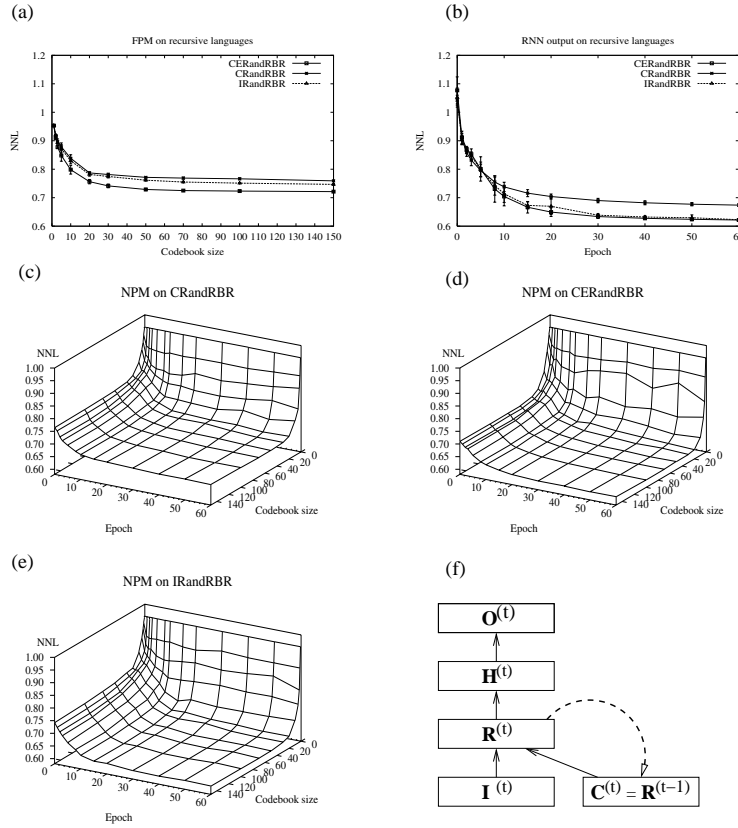 (a)
FPM on recursive languages
NNL
1.2
1.1
1
0.9
0.8
0.7
0.6
CERandRBR
CRandRBR
IRandRBR
0 10 20 30 40 50 60 70 80 90 100 110 120 130 140 150
Codebook size
(b)
RNN output on recursive languages
NNL
1.2
1.1
1
0.9
0.8
0.7
0.6
CERandRBR
CRandRBR
IRandRBR
0 10 20 30 40 50 60
Epoch
(c)
NPM on CRandRBR
NNL
1.00
0.95
0.90
0.85
0.80
0.75
0.70
0.65
0.60
0 10 20 30 40 50 60
Epoch
140 120 100 80 60 40 20 0
Codebook size
(d)
NPM on CERandRBR
NNL
1.00
0.95
0.90
0.85
0.80
0.75
0.70
0.65
0.60
0 10 20 30 40 50 60
Epoch
140 120 100 80 60 40 20 0
Codebook size
(e)
NPM on IRandRBR
NNL
1.00
0.95
0.90
0.85
0.80
0.75
0.70
0.65
0.60
0 10 20 30 40 50 60
Epoch
140 120 100 80 60 40 20 0
Codebook size
(f)
O(t)
H(t)
R(t)
I(t)
C(t) = R(t−1)